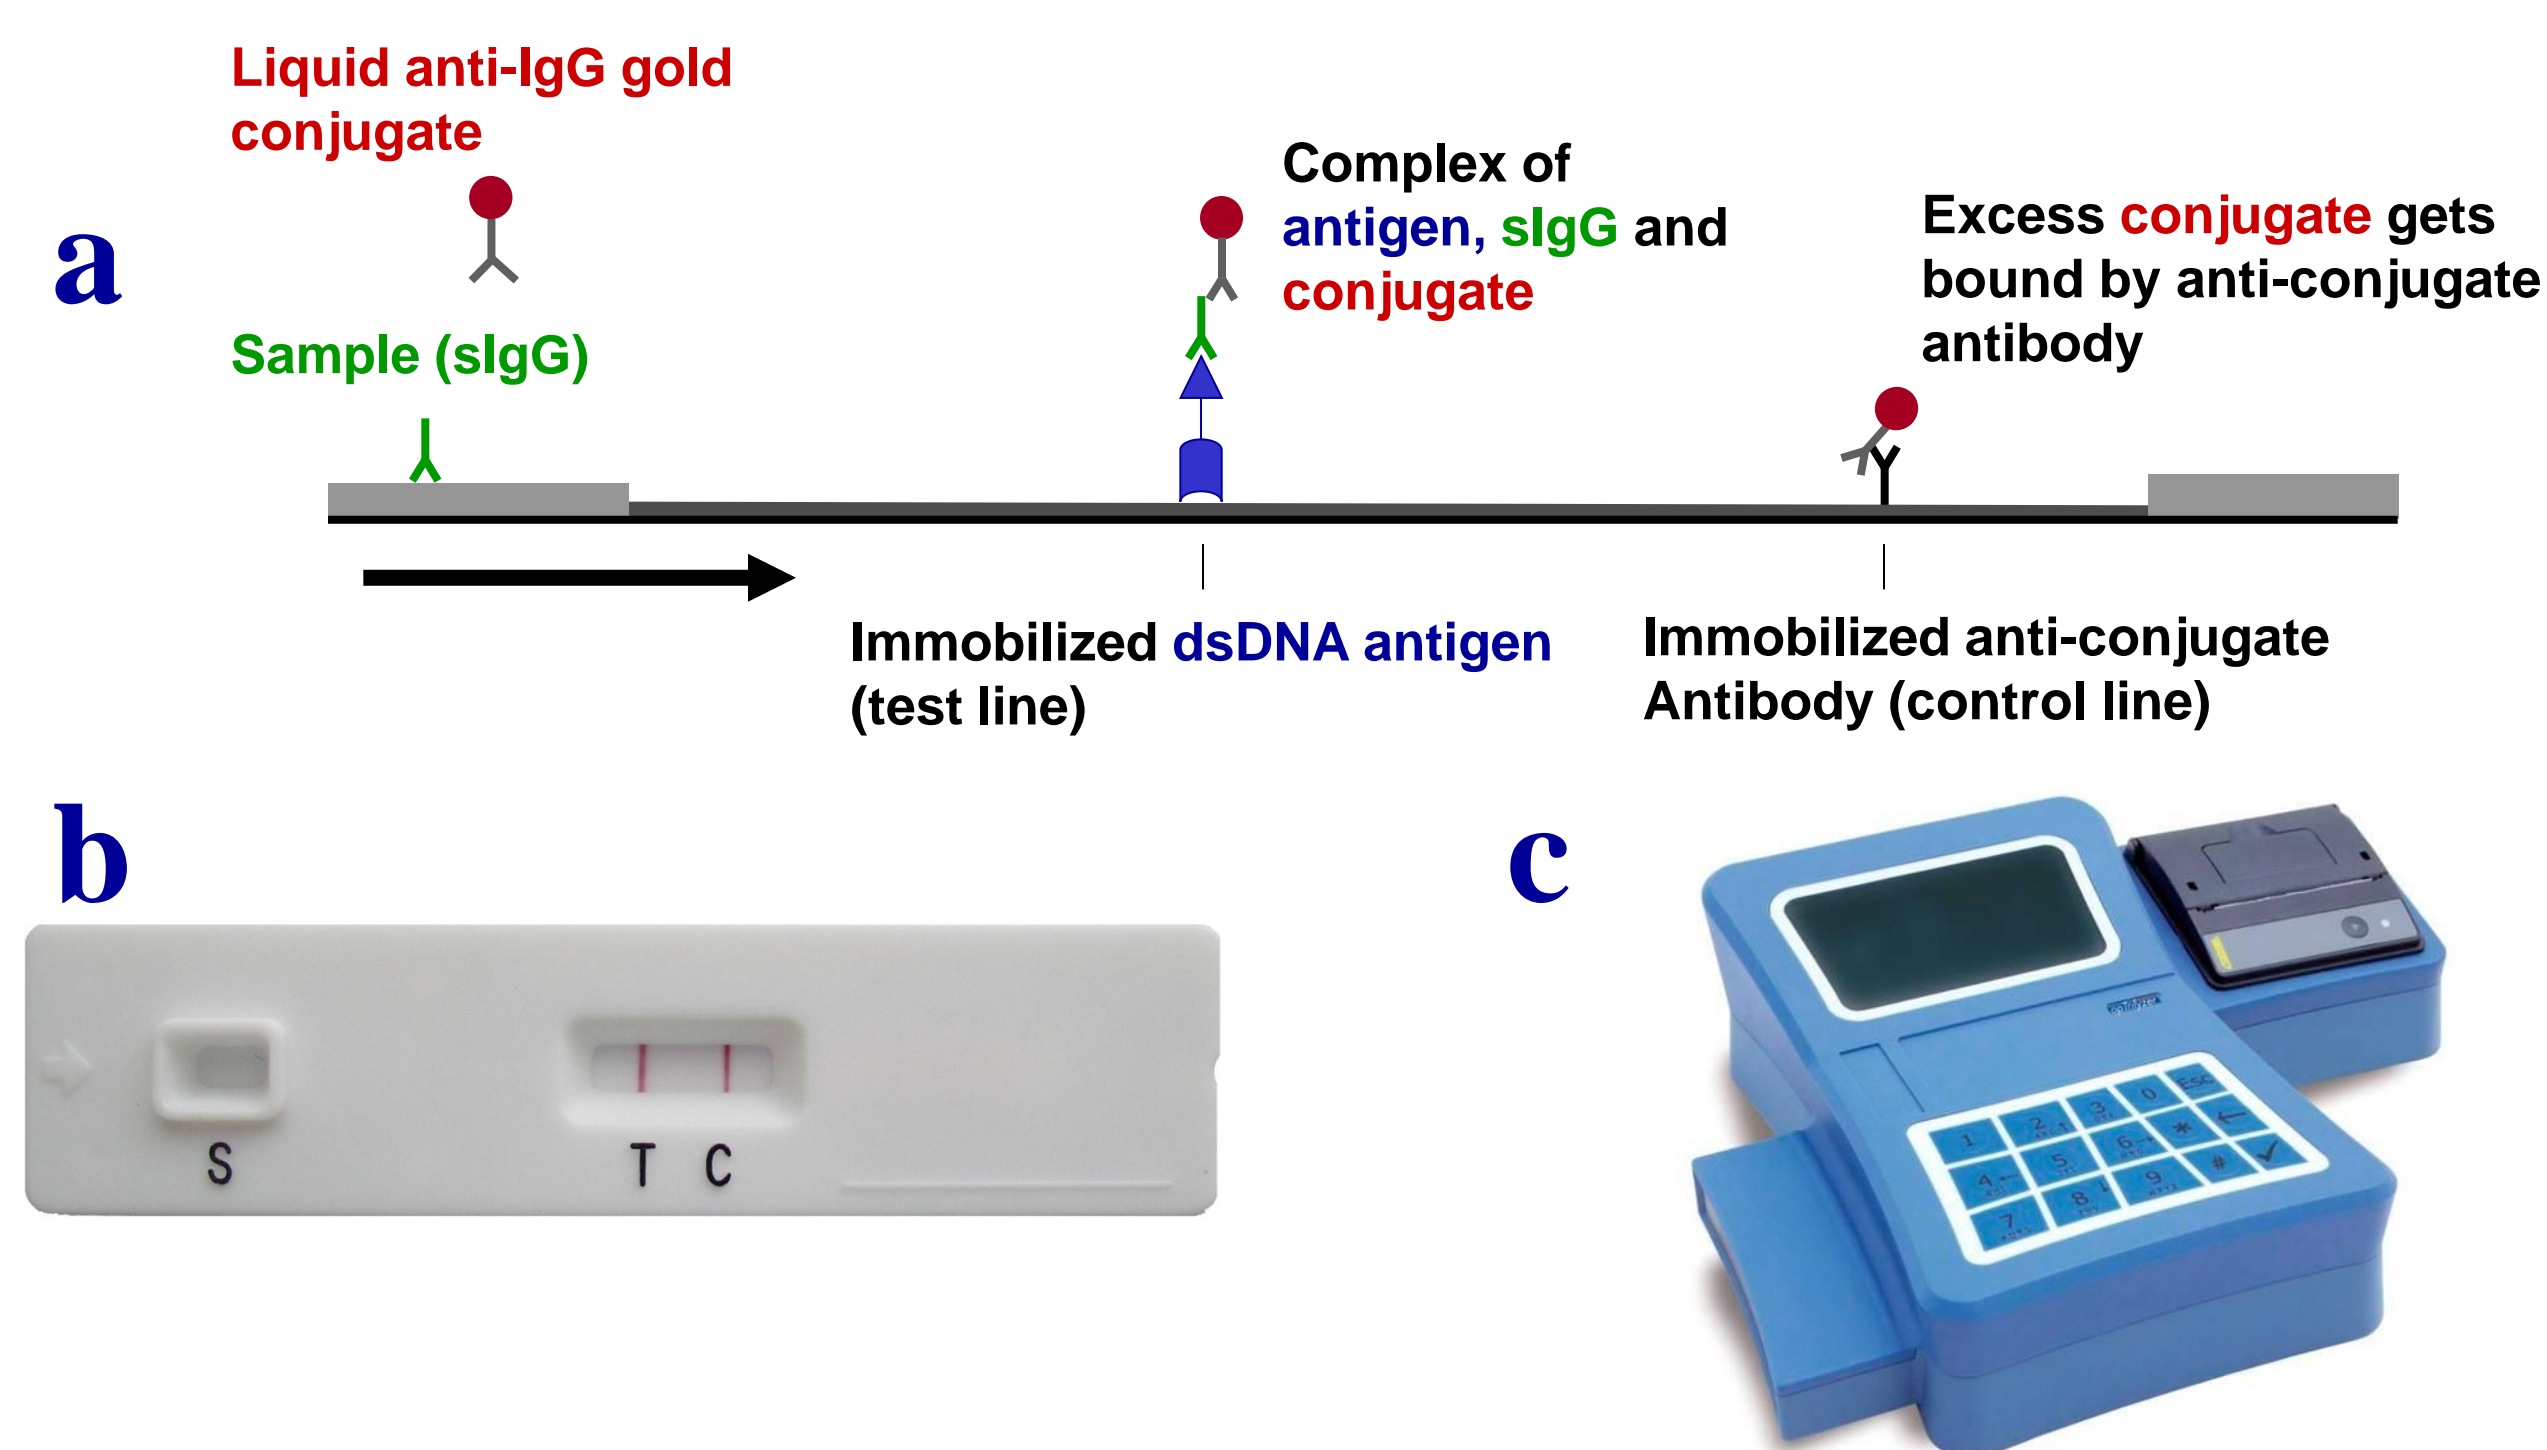 Liquid anti-IgG gold
conjugate
a
Sample (sIgG)
Complex of
antigen, sIgG and
conjugate
Excess conjugate gets
bound by anti-conjugate
antibody
Immobilized dsDNA antigen
(test line)
Immobilized anti-conjugate
Antibody (control line)
b
S
T C
c
opTrilyzer
1 2 3 0 ESC
4 5 6 * ←
7 8 9 # ✓